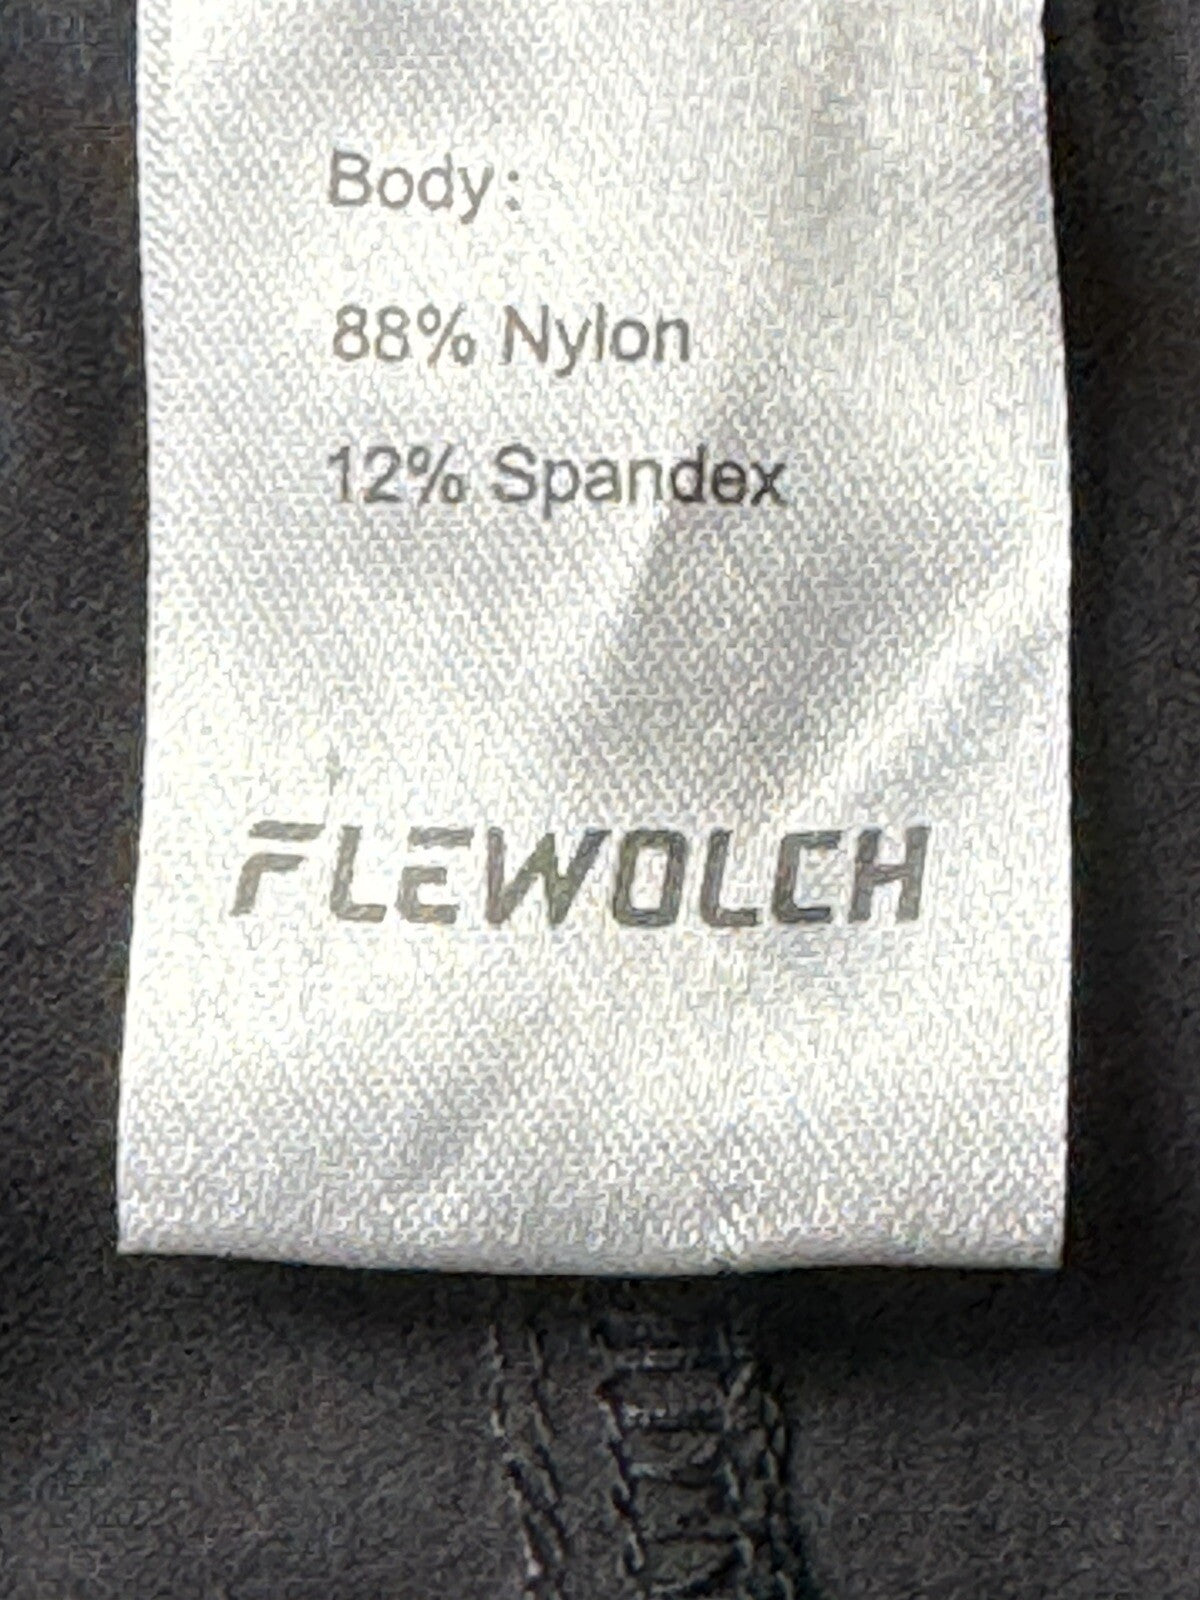 Body:
88% Nylon
12% Spandex
FLEWOLCH